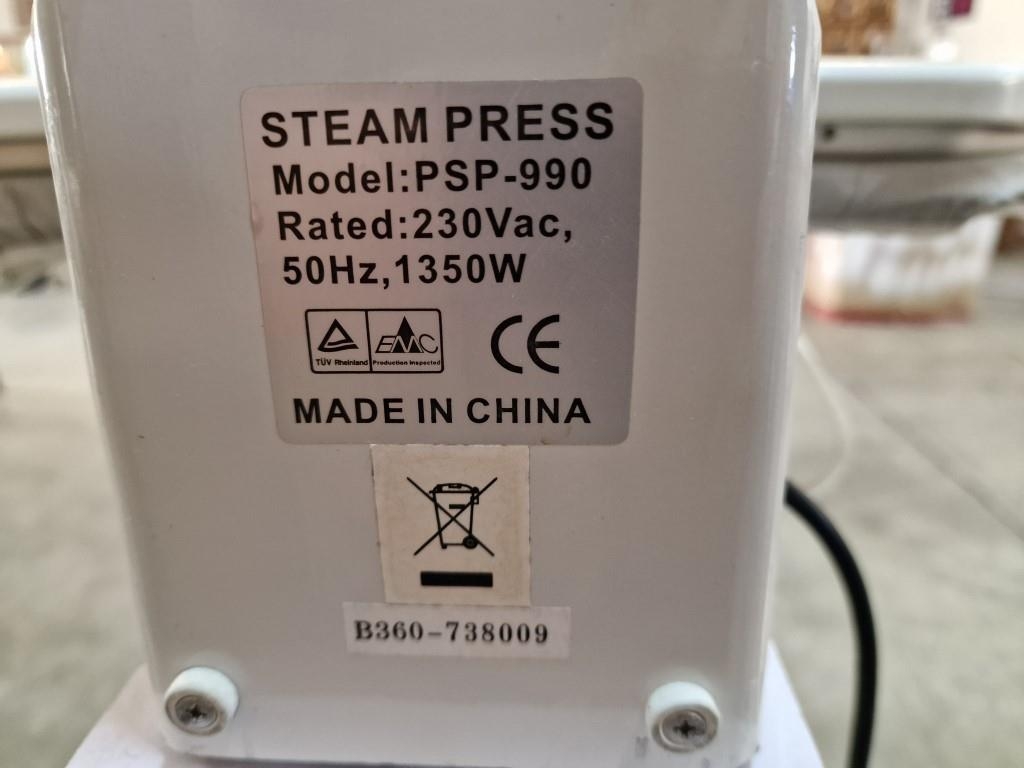 STEAM PRESS
Model:PSP-990
Rated:230Vac,
50Hz,1350W
TÜV Rheinland
EMC
Production Inspected
CE
MADE IN CHINA
B360-738009